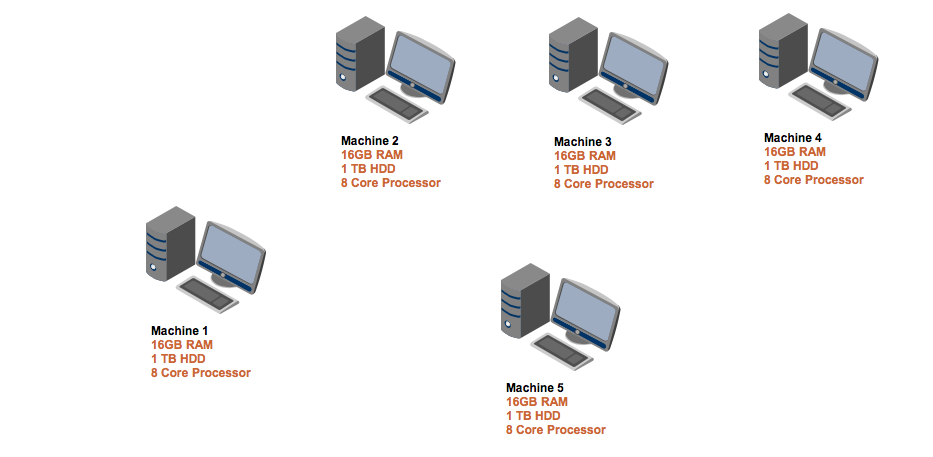 Machine 2
16GB RAM
1 TB HDD
8 Core Processor
Machine 3
16GB RAM
1 TB HDD
8 Core Processor
Machine 4
16GB RAM
1 TB HDD
8 Core Processor
Machine 1
16GB RAM
1 TB HDD
8 Core Processor
Machine 5
16GB RAM
1 TB HDD
8 Core Processor